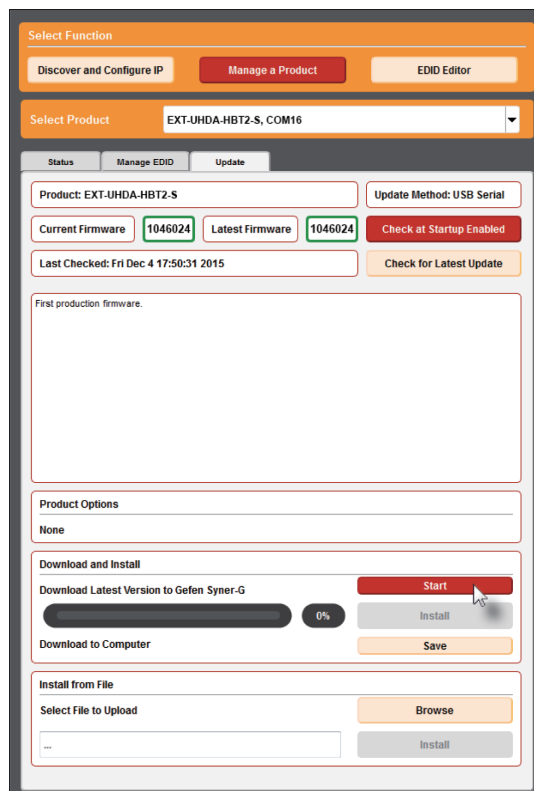 Select Function
Discover and Configure IP Manage a Product EDID Editor
Select Product EXT-UHDA-HBT2-S, COM16
Status Manage EDID Update
Product: EXT-UHDA-HBT2-S Update Method: USB Serial
Current Firmware 1046024 Latest Firmware 1046024 Check at Startup Enabled
Last Checked: Fri Dec 4 17:50:31 2015 Check for Latest Update
First production firmware.
Product Options
None
Download and Install
Download Latest Version to Gefen Syner-G Start
0% Install
Download to Computer Save
Install from File
Select File to Upload Browse
... Install